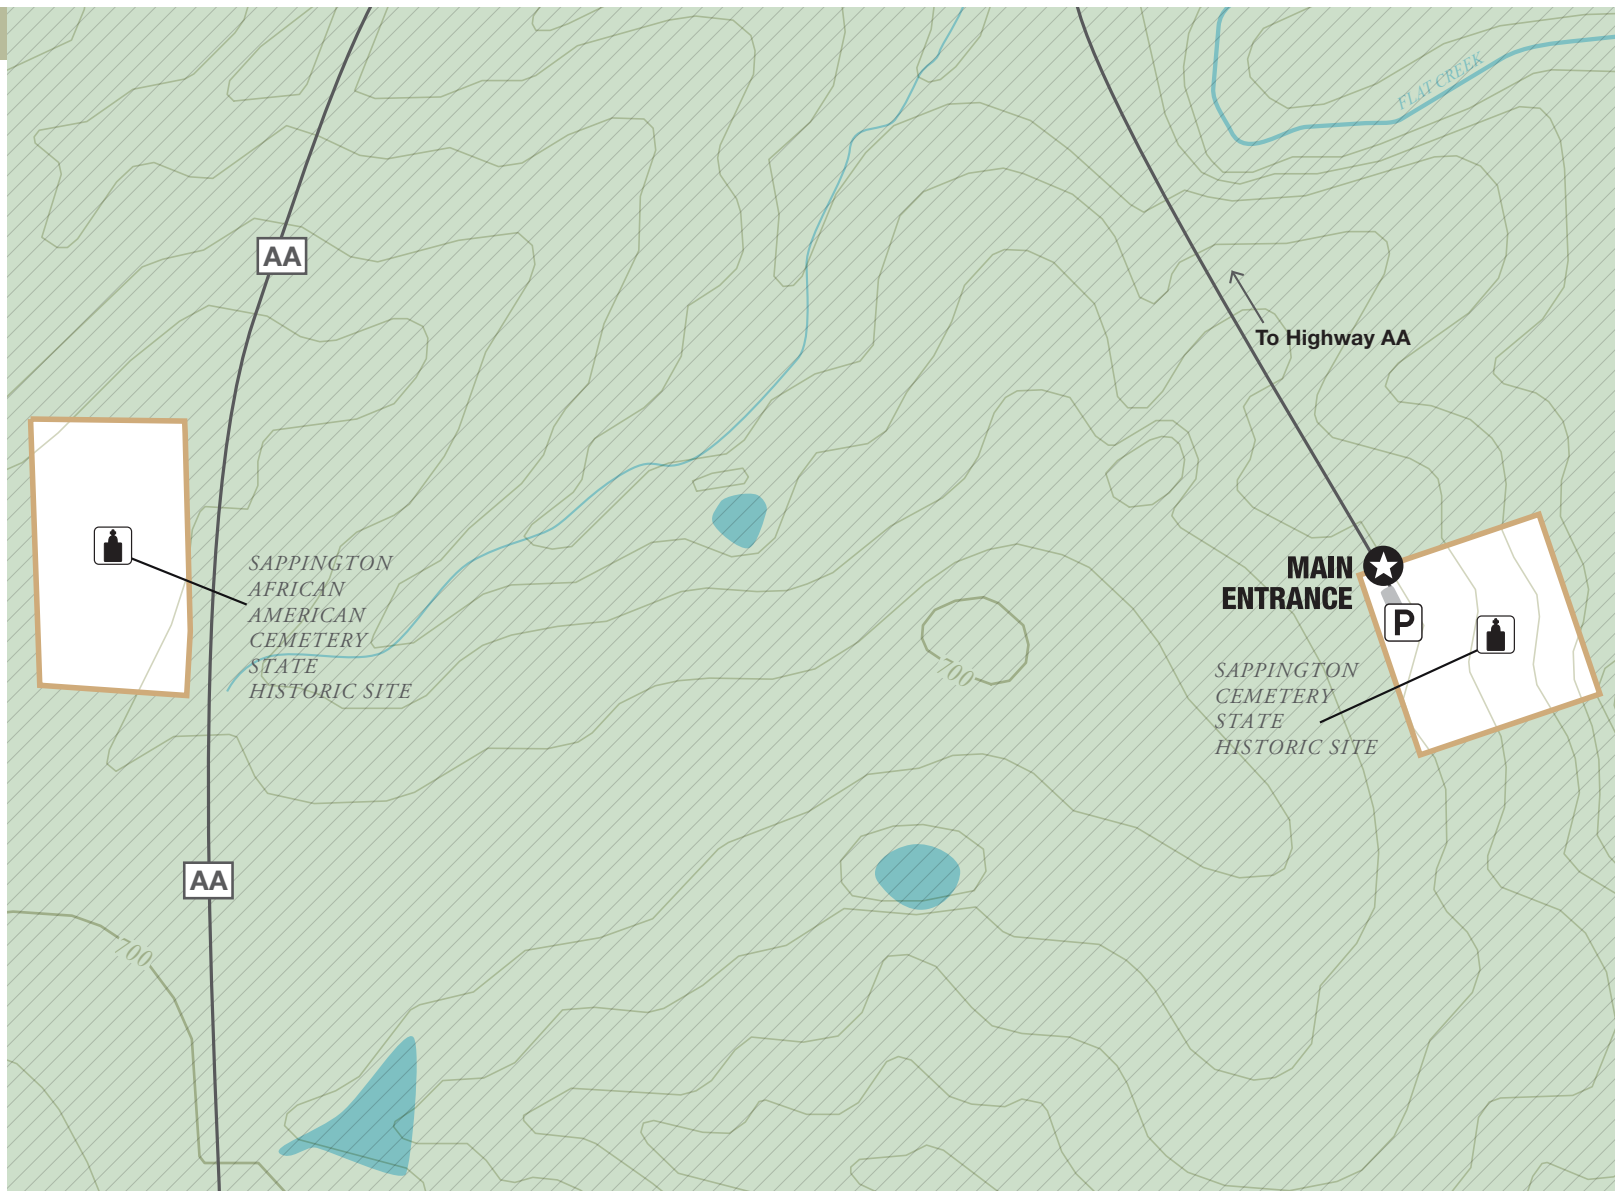 FLAT CREEK
AA
To Highway AA
SAPPINGTON
AFRICAN
AMERICAN
CEMETERY
STATE
HISTORIC SITE
MAIN
ENTRANCE
P
700
SAPPINGTON
CEMETERY
STATE
HISTORIC SITE
AA
700